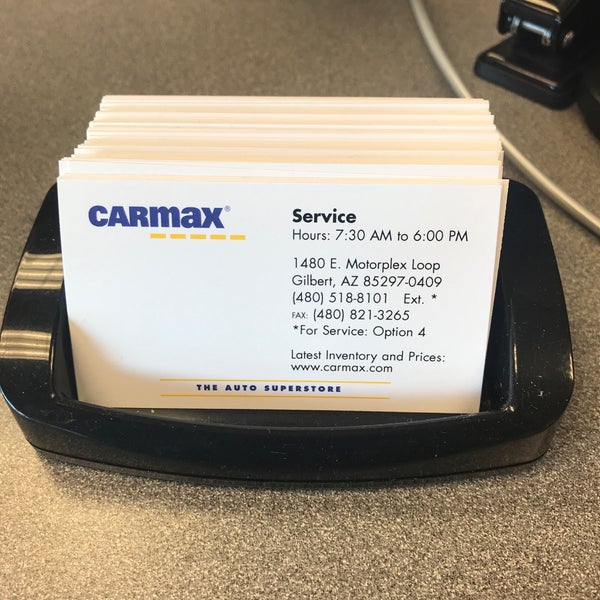 CARMAX®
Service
Hours: 7:30 AM to 6:00 PM
1480 E. Motorplex Loop
Gilbert, AZ 85297-0409
(480) 518-8101 Ext. *
FAX: (480) 821-3265
*For Service: Option 4
Latest Inventory and Prices:
www.carmax.com
THE AUTO SUPERSTORE